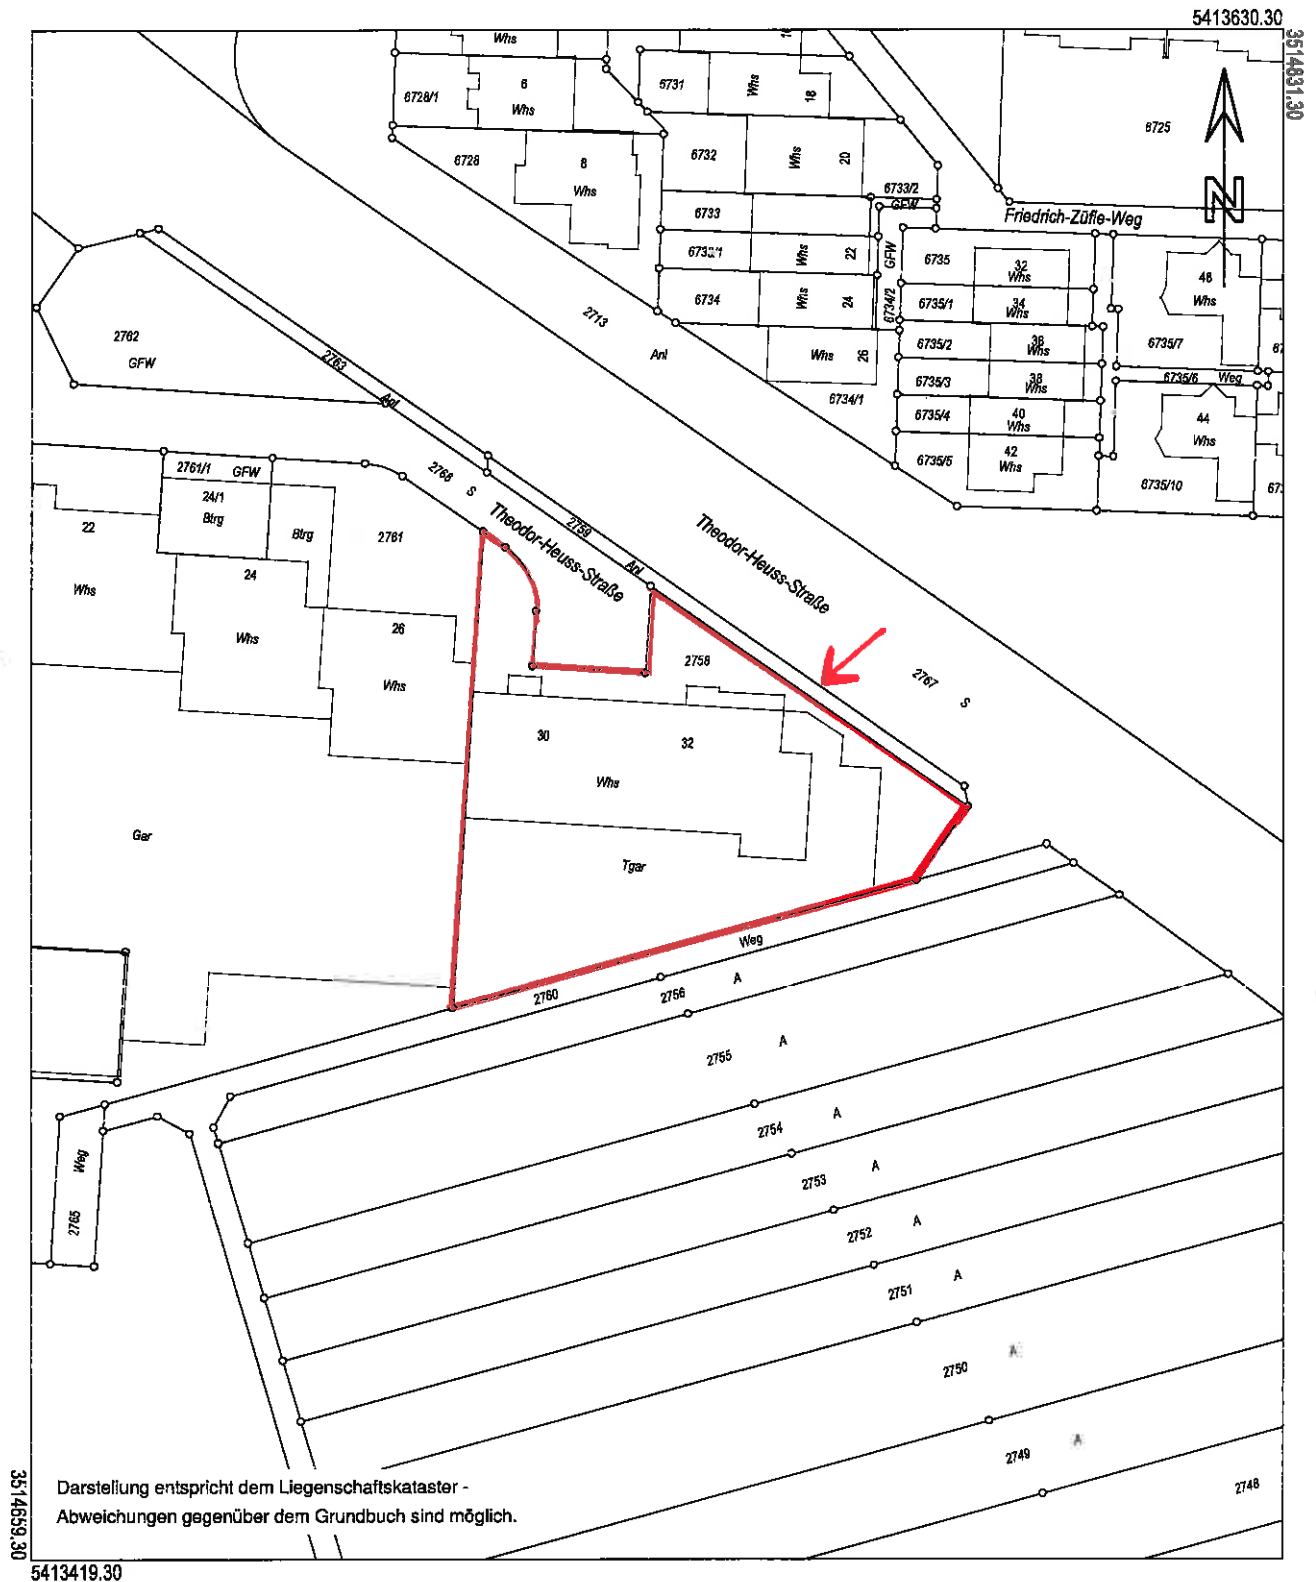 5413630.30
3514831.30
Whs
6728/1
6
Whs
6731
Whs
18
6725
6728
8
Whs
6732
Whs
20
6733/2
GFW
6733
Friedrich-Züfle-Weg
N
Whs
22
GFW
6735
32
Whs
48
Whs
6734
Whs
24
6734/2
6735/1
34
Whs
2713
Anl
6735/2
36
Whs
6735/7
2762
GFW
2763
Anl
Whs
26
6734/1
6735/3
38
Whs
6735/6
Weg
6735/4
40
Whs
44
Whs
6735/5
42
Whs
6735/10
2761/1
GFW
2766
S
24/1
Btrg
Btrg
2761
22
Whs
24
Whs
26
Whs
Theodor-Heuss-Straße
2759
Anl
Theodor-Heuss-Straße
2758
2767
S
30
32
Whs
Gar
Tgar
Weg
2760
2756
A
2755
A
2754
A
2753
A
2752
A
2751
A
2750
A
2749
A
2748
Weg
2765
Darstellung entspricht dem Liegenschaftskataster -
Abweichungen gegenüber dem Grundbuch sind möglich.
3514659.30
5413419.30